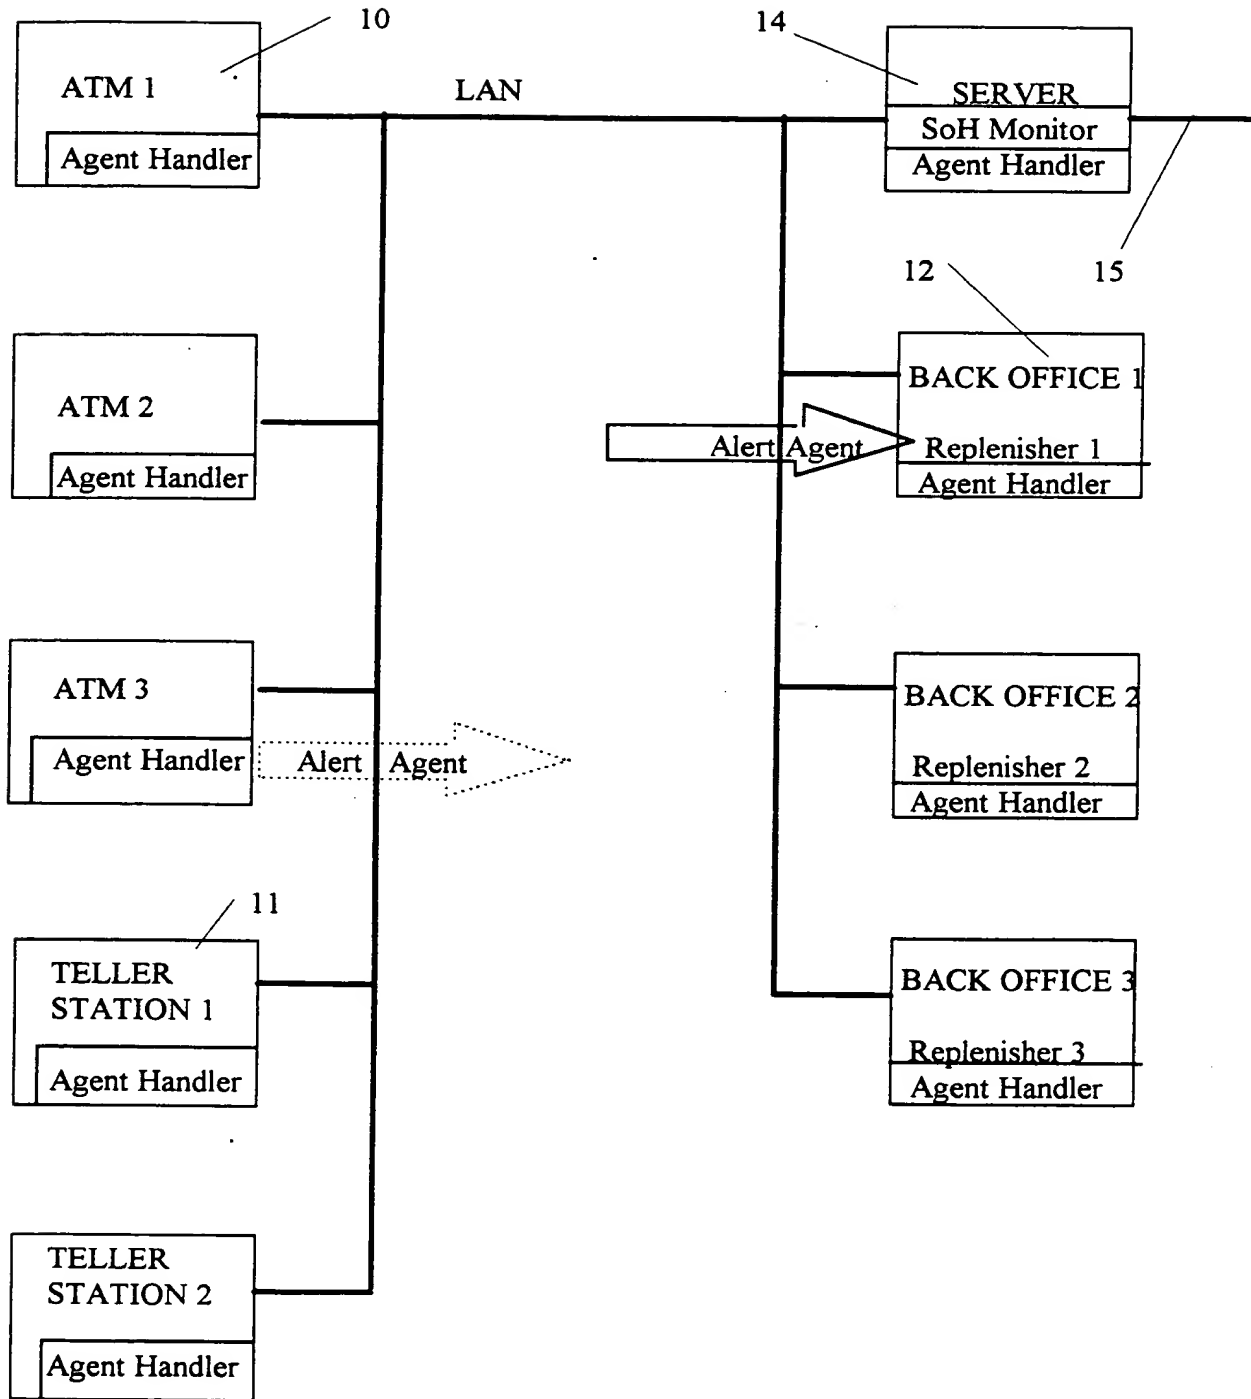 10
14
ATM 1
LAN
SERVER
SoH Monitor
Agent Handler
Agent Handler
15
12
ATM 2
Agent Handler
BACK OFFICE 1
Alert Agent
Replenisher 1
Agent Handler
ATM 3
Agent Handler
Alert Agent
BACK OFFICE 2
Replenisher 2
Agent Handler
11
TELLER
STATION 1
Agent Handler
BACK OFFICE 3
Replenisher 3
Agent Handler
TELLER
STATION 2
Agent Handler